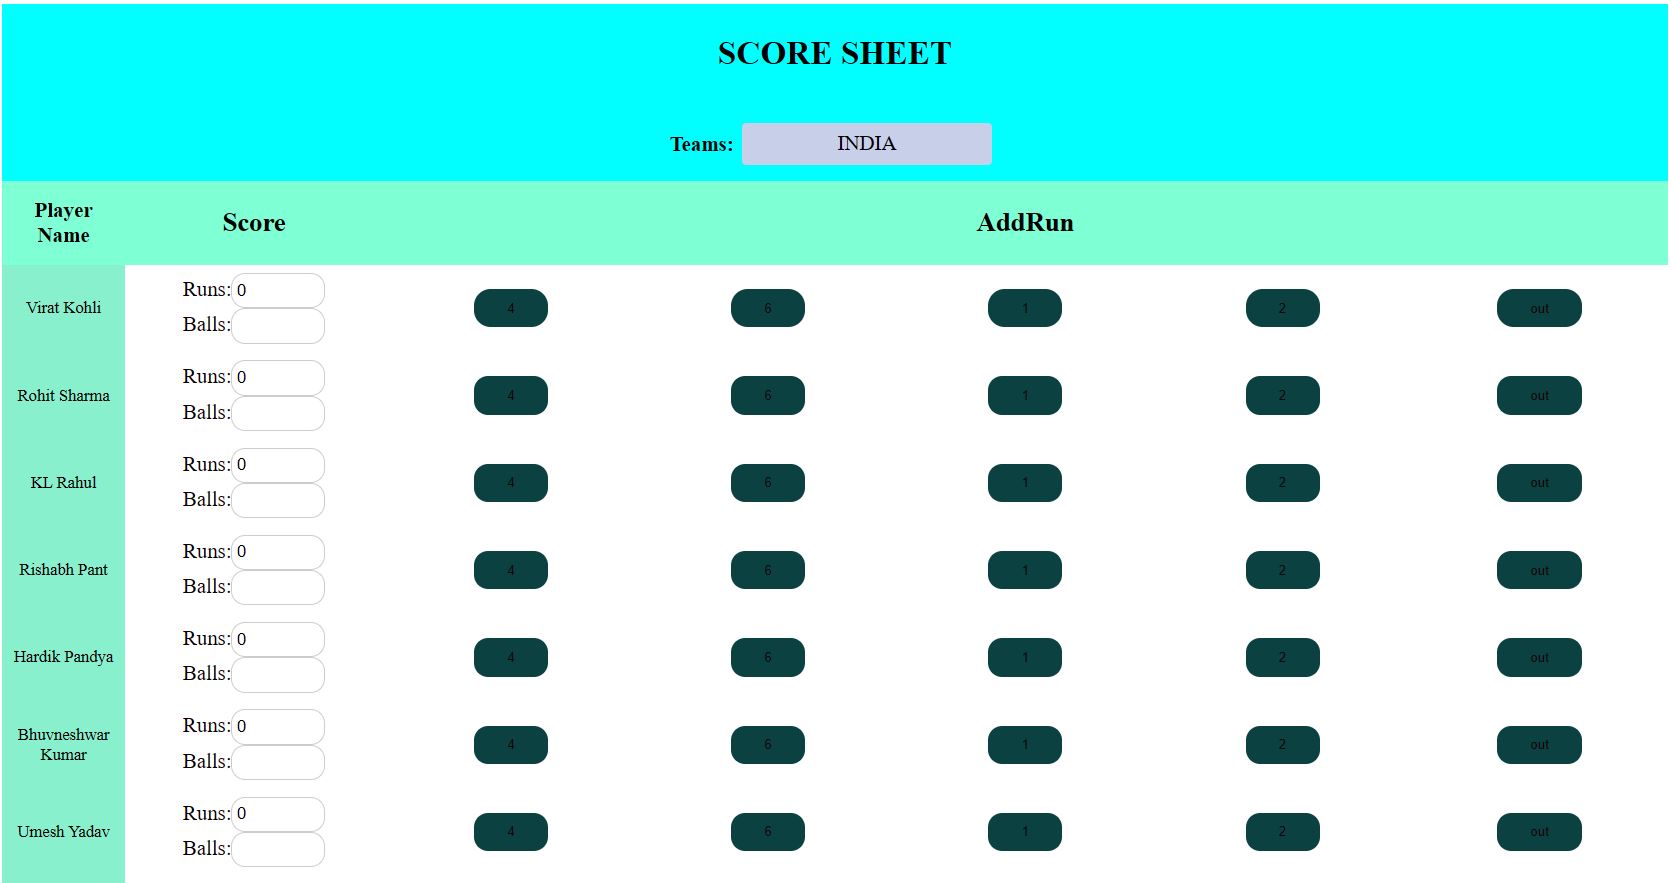 SCORE SHEET
Teams: INDIA
Player
Name
Score
AddRun
Virat Kohli
Runs: 0
Balls:
4 6 1 2 out
Rohit Sharma
Runs: 0
Balls:
4 6 1 2 out
KL Rahul
Runs: 0
Balls:
4 6 1 2 out
Rishabh Pant
Runs: 0
Balls:
4 6 1 2 out
Hardik Pandya
Runs: 0
Balls:
4 6 1 2 out
Bhuvneshwar
Kumar
Runs: 0
Balls:
4 6 1 2 out
Umesh Yadav
Runs: 0
Balls:
4 6 1 2 out